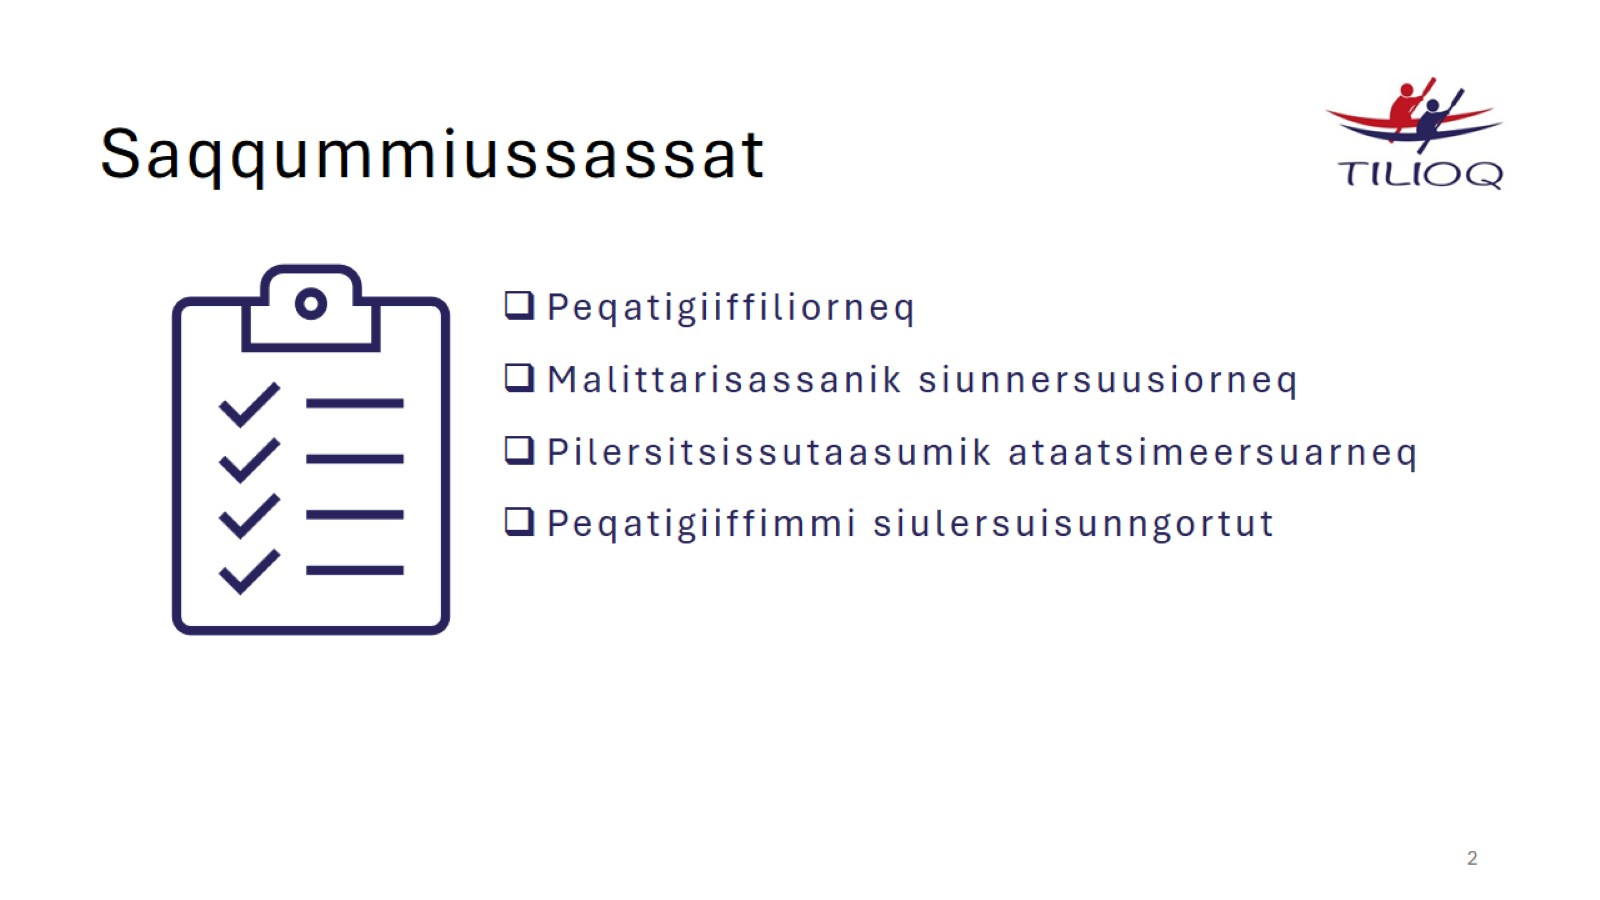 Saqqummiussassat
TILIOQ
❑ Peqatigiiffiliorneq
❑ Malittarisassanik siunnersuusiorneq
❑ Pilersitsissutaasumik ataatsimeersuarneq
❑ Peqatigiiffimmi siulersuisunngortut
2